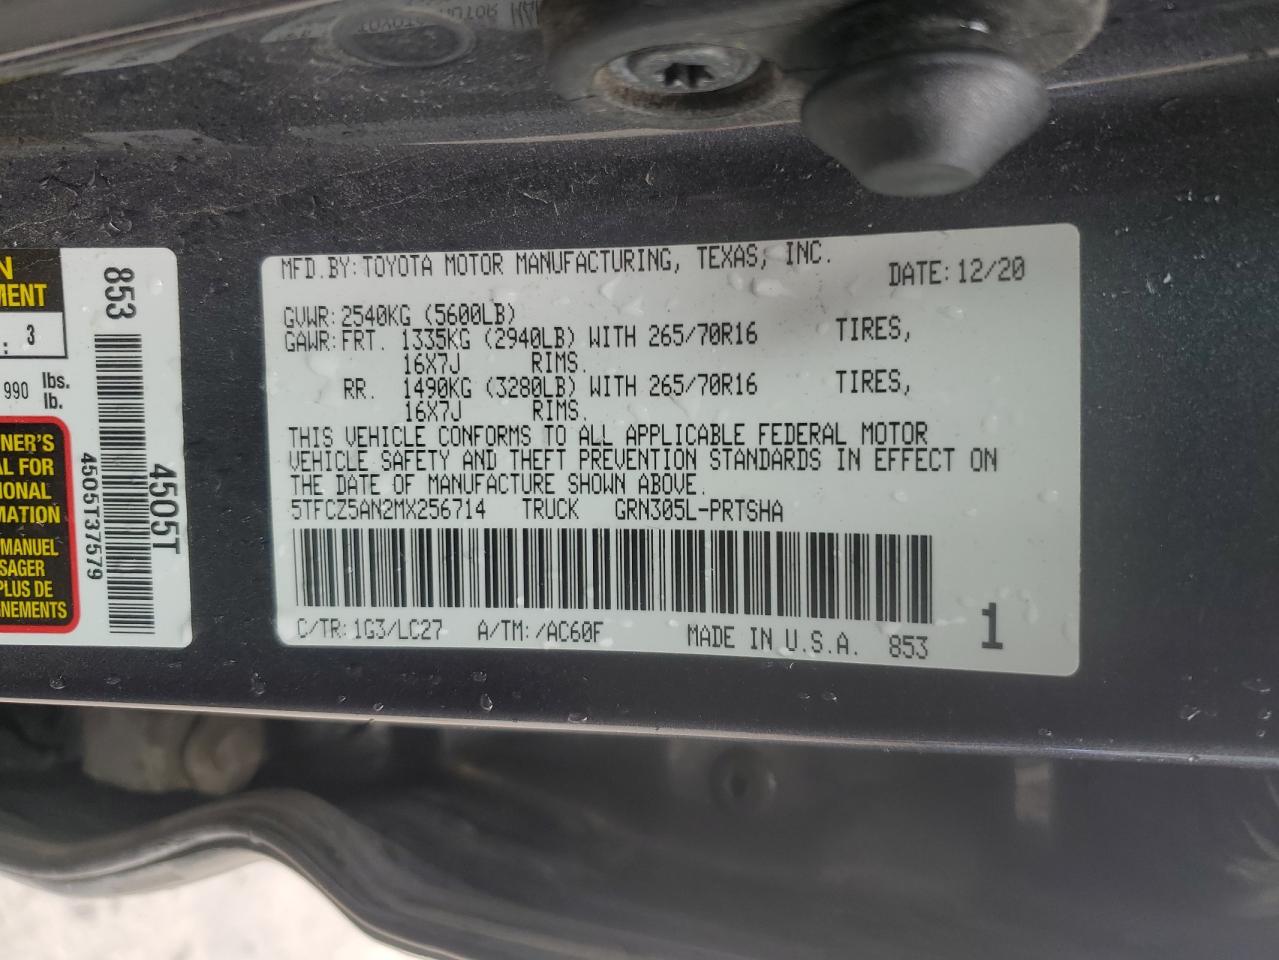 TOYOTA MOTOR
N
MENT
: 3
990 lbs.
lb.
NER'S
AL FOR
IONAL
MATION
MANUEL
SAGER
PLUS DE
GNEMENTS
853
4505T37579
4505T
MFD.BY:TOYOTA MOTOR MANUFACTURING, TEXAS, INC.
DATE:12/20
GVWR:2540KG (5600LB)
GAWR:FRT. 1335KG (2940LB) WITH 265/70R16 TIRES,
16X7J RIMS.
RR. 1490KG (3280LB) WITH 265/70R16 TIRES,
16X7J RIMS.
THIS VEHICLE CONFORMS TO ALL APPLICABLE FEDERAL MOTOR
VEHICLE SAFETY AND THEFT PREVENTION STANDARDS IN EFFECT ON
THE DATE OF MANUFACTURE SHOWN ABOVE.
5TFCZ5AN2MX256714 TRUCK GRN305L-PRTSHA
C/TR:1G3/LC27 A/TM:/AC60F MADE IN U.S.A. 853
1